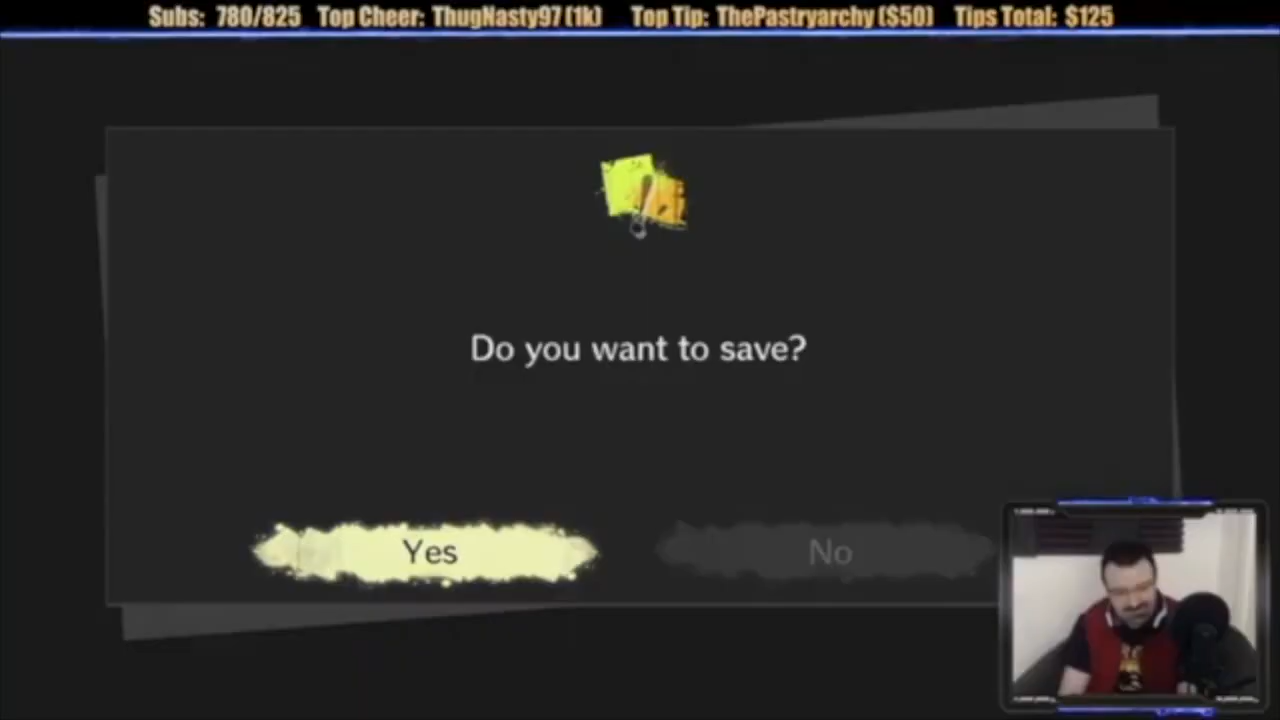 Subs: 780/825 Top Cheer: ThugNasty97 (1k) Top Tip: ThePastryarchy ($50) Tips Total: $125
Do you want to save?
Yes No